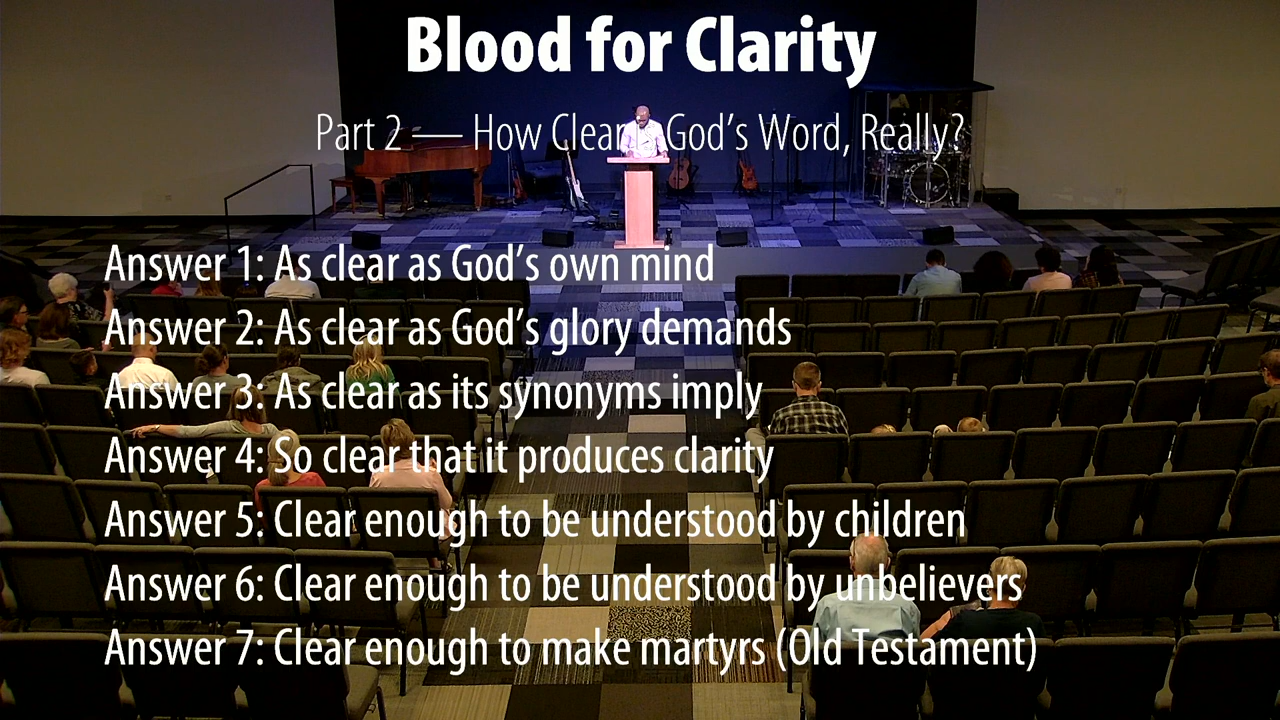 Blood for Clarity
Part 2 — How Clear God’s Word, Really?
Answer 1: As clear as God’s own mind
Answer 2: As clear as God’s glory demands
Answer 3: As clear as its synonyms imply
Answer 4: So clear that it produces clarity
Answer 5: Clear enough to be understood by children
Answer 6: Clear enough to be understood by unbelievers
Answer 7: Clear enough to make martyrs (Old Testament)